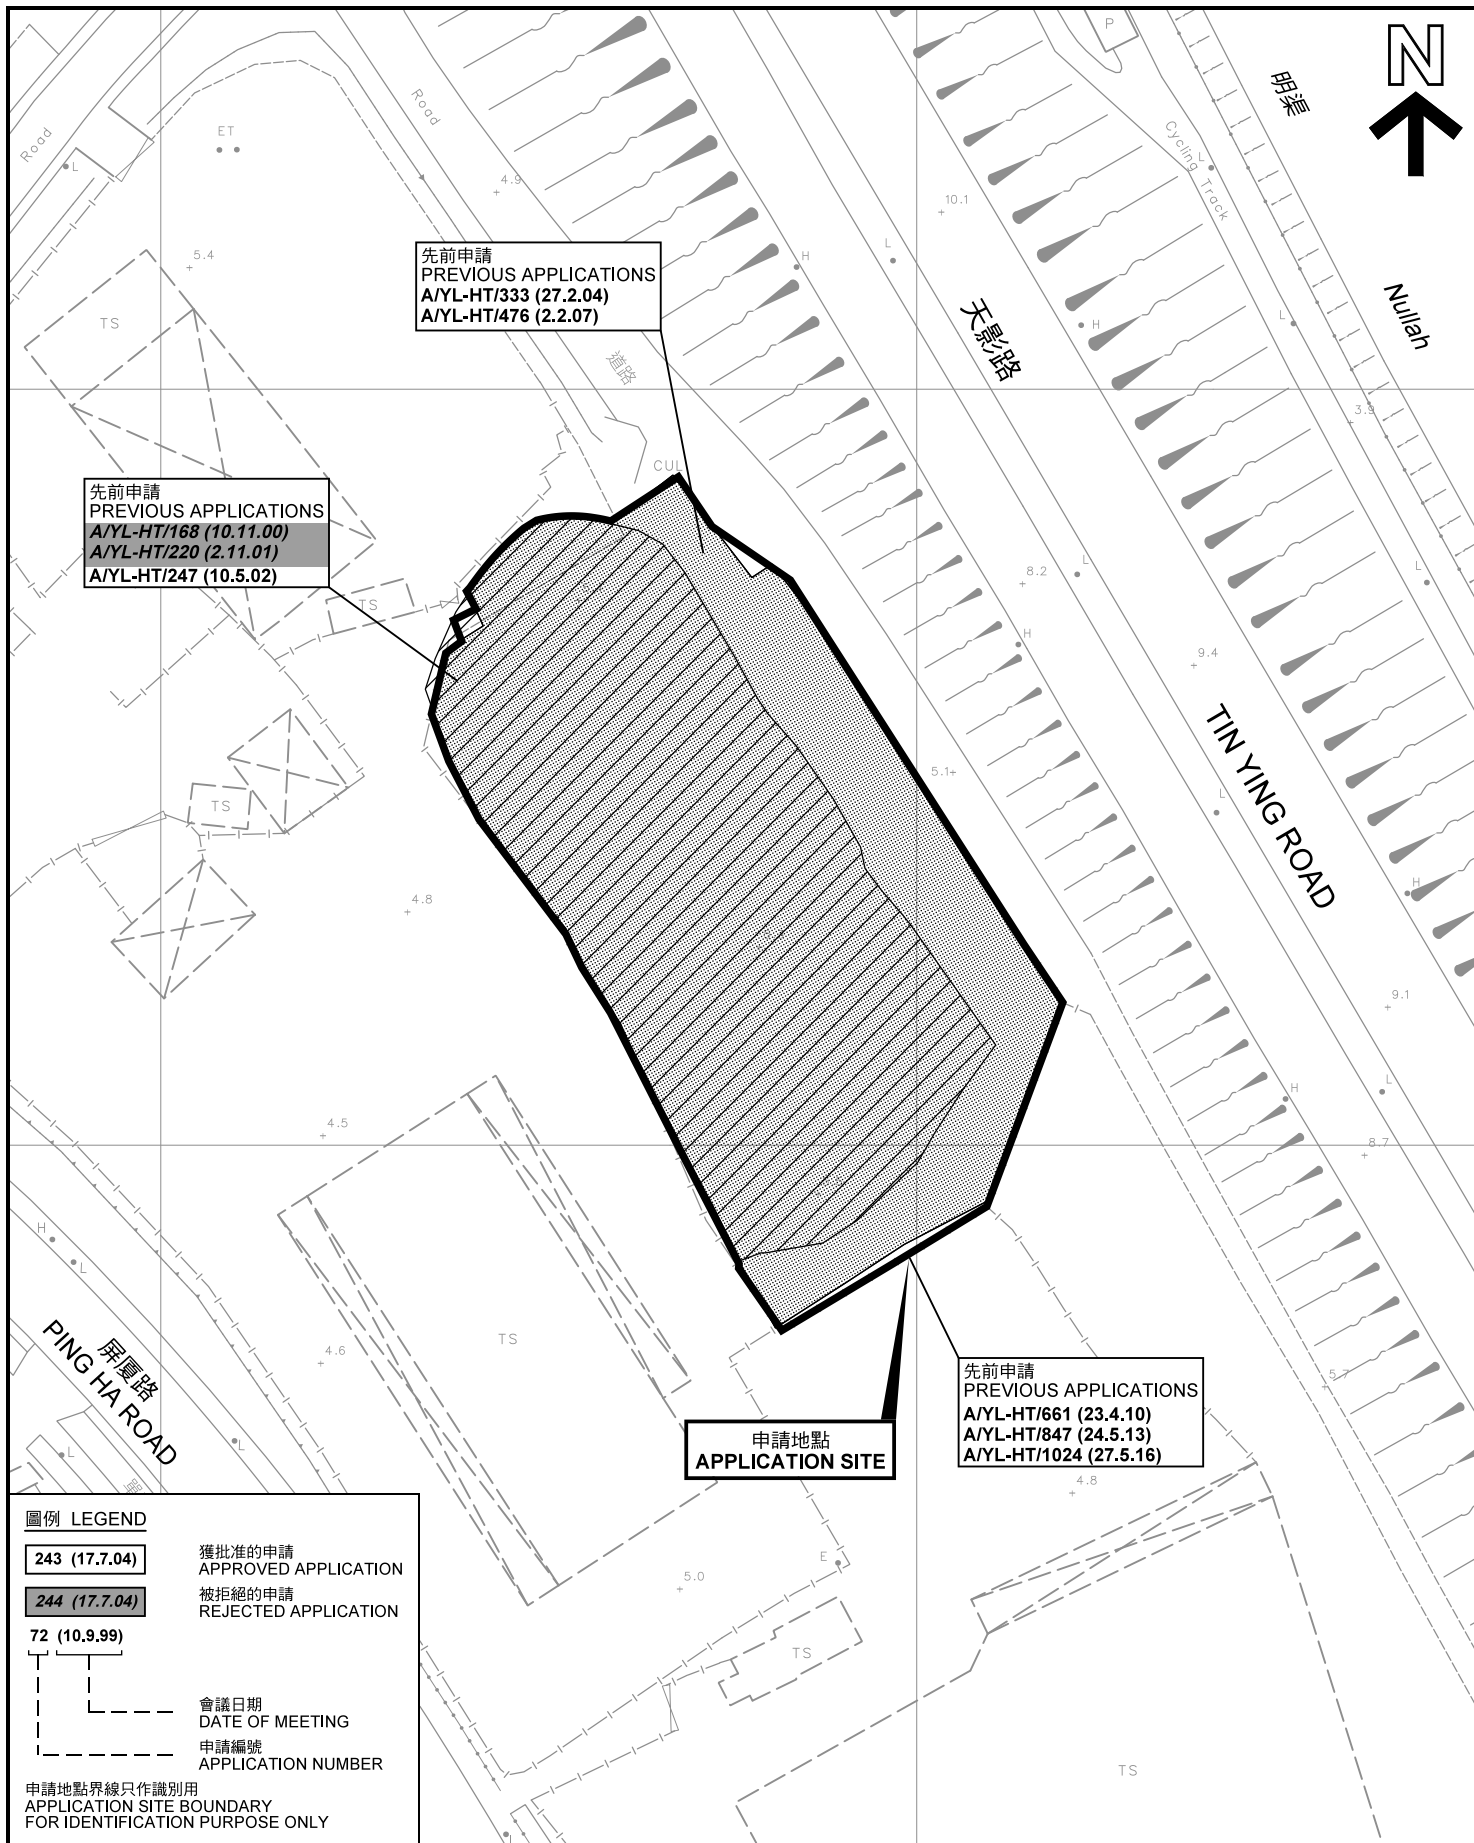 N
P
明渠
Road
Road
ET
L
4.9
Cycling Track
L
10.1
5.4
H
L
先前申請
PREVIOUS APPLICATIONS
A/YL-HT/333 (27.2.04)
A/YL-HT/476 (2.2.07)
TS
天影路
H
L
Nullah
道路
3.9
CUL
先前申請
PREVIOUS APPLICATIONS
A/YL-HT/168 (10.11.00)
A/YL-HT/220 (2.11.01)
A/YL-HT/247 (10.5.02)
TS
8.2
L
L
H
9.4
TIN YING ROAD
5.1
L
TS
4.8
H
9.1
L
H
4.5
8.7
H
L
TS
屏廈路
PING HA ROAD
4.6
5.7
先前申請
PREVIOUS APPLICATIONS
A/YL-HT/661 (23.4.10)
A/YL-HT/847 (24.5.13)
A/YL-HT/1024 (27.5.16)
申請地點
APPLICATION SITE
L
L
4.8
E
5.0
TS
TS
L
圖例 LEGEND
243 (17.7.04)
獲批准的申請
APPROVED APPLICATION
244 (17.7.04)
被拒絕的申請
REJECTED APPLICATION
72 (10.9.99)
會議日期
DATE OF MEETING
申請編號
APPLICATION NUMBER
申請地點界線只作識別用
APPLICATION SITE BOUNDARY
FOR IDENTIFICATION PURPOSE ONLY